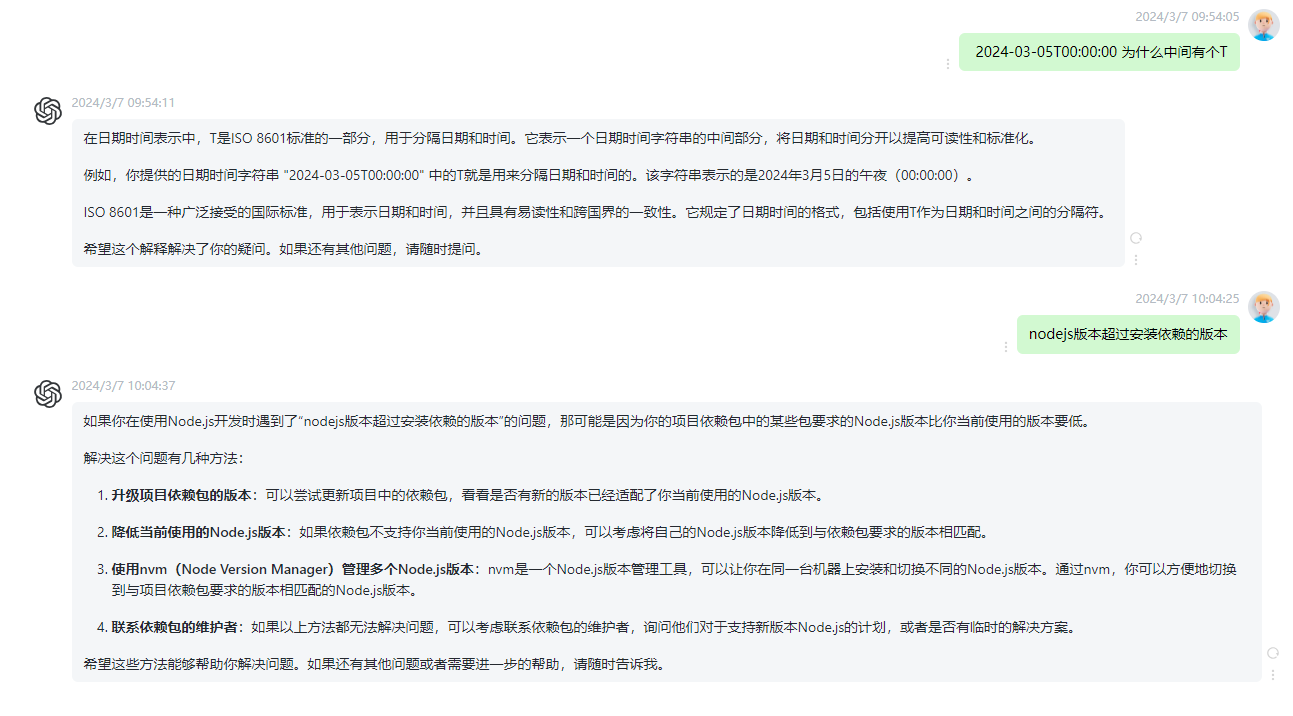 2024/3/7 09:54:05
2024-03-05T00:00:00 为什么中间有个T
2024/3/7 09:54:11
在日期时间表示中，T是ISO 8601标准的一部分，用于分隔日期和时间。它表示一个日期时间字符串的中间部分，将日期和时间分开以提高可读性和标准化。
例如，你提供的日期时间字符串 "2024-03-05T00:00:00" 中的T就是用来分隔日期和时间的。该字符串表示的是2024年3月5日的午夜（00:00:00）。
ISO 8601是一种广泛接受的国际标准，用于表示日期和时间，并且具有易读性和跨国界的一致性。它规定了日期时间的格式，包括使用T作为日期和时间之间的分隔符。
希望这个解释解决了你的疑问。如果还有其他问题，请随时提问。
2024/3/7 10:04:25
nodejs版本超过安装依赖的版本
2024/3/7 10:04:37
如果你在使用Node.js开发时遇到了“nodejs版本超过安装依赖的版本”的问题，那可能是因为你的项目依赖包中的某些包要求的Node.js版本比你当前使用的版本要低。
解决这个问题有几种方法：
1. 升级项目依赖包的版本：可以尝试更新项目中的依赖包，看看是否有新的版本已经适配了你当前使用的Node.js版本。
2. 降低当前使用的Node.js版本：如果依赖包不支持你当前使用的Node.js版本，可以考虑将自己的Node.js版本降低到与依赖包要求的版本相匹配。
3. 使用nvm（Node Version Manager）管理多个Node.js版本：nvm是一个Node.js版本管理工具，可以让你在同一台机器上安装和切换不同的Node.js版本。通过nvm，你可以方便地切换
到与项目依赖包要求的版本相匹配的Node.js版本。
4. 联系依赖包的维护者：如果以上方法都无法解决问题，可以考虑联系依赖包的维护者，询问他们对于支持新版本Node.js的计划，或者是否有临时的解决方案。
希望这些方法能够帮助你解决问题。如果还有其他问题或者需要进一步的帮助，请随时告诉我。